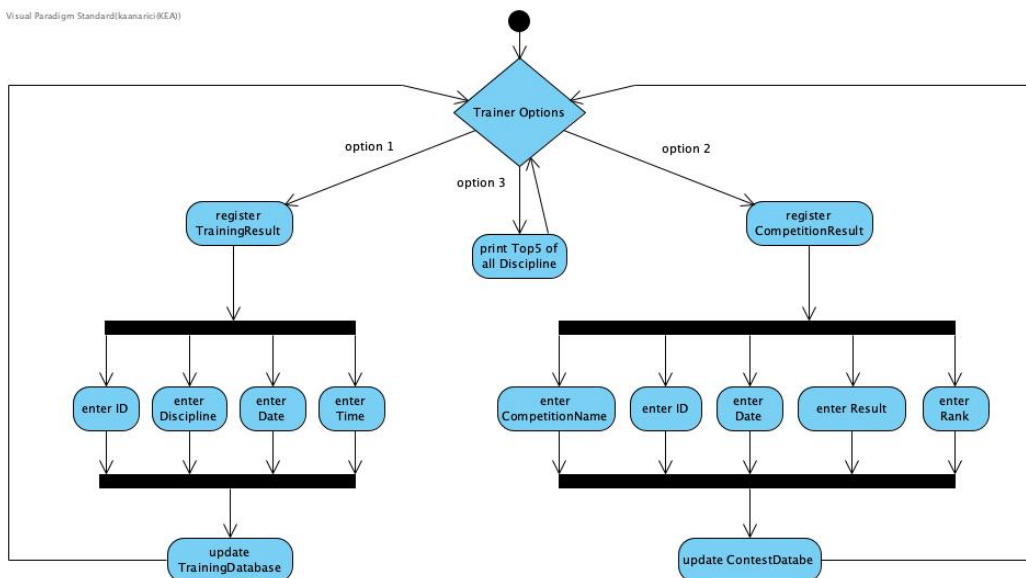 Visual Paradigm Standard(kaanarici(KEA))
Trainer Options
option 1
option 2
option 3
register
TrainingResult
print Top5 of
all Discipline
register
CompetitionResult
enter ID
enter
Discipline
enter
Date
enter
Time
enter
CompetitionName
enter ID
enter
Date
enter Result
enter
Rank
update
TrainingDatabase
update ContestDatabe